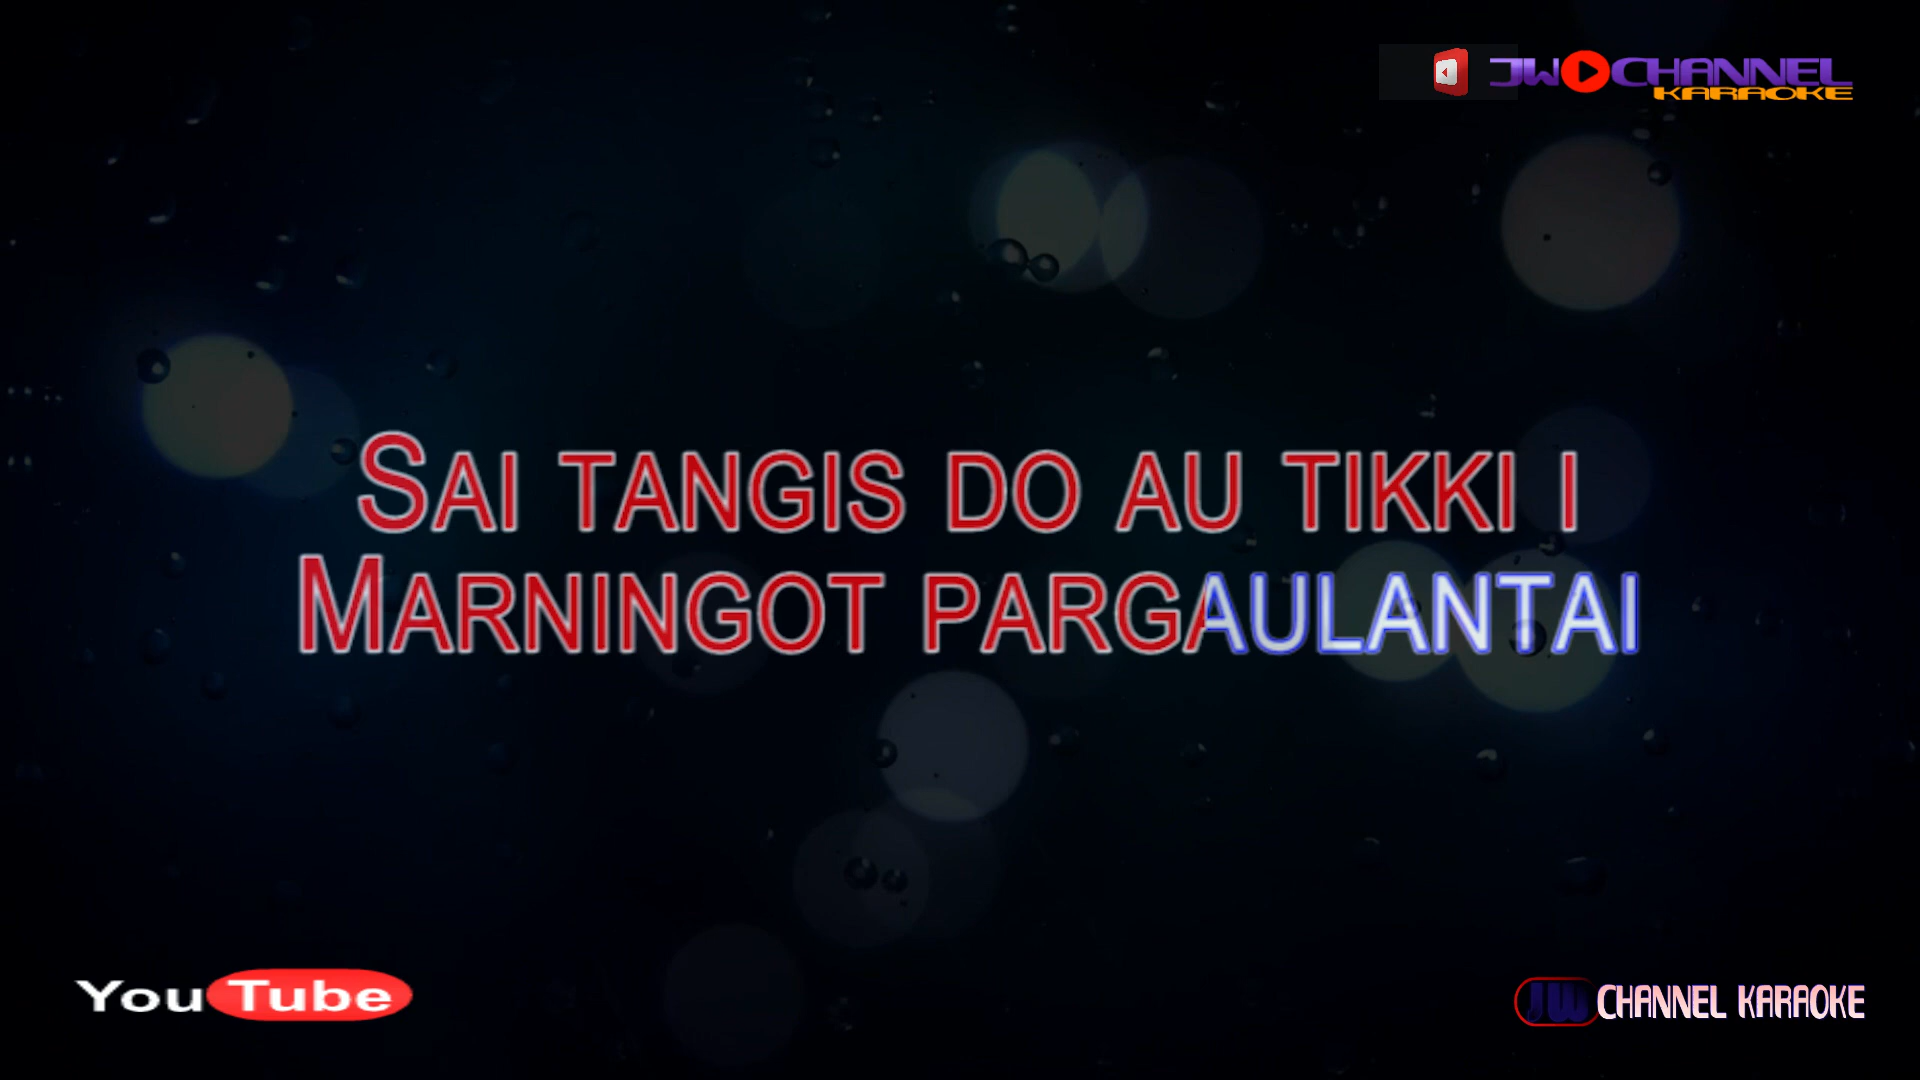 JW CHANNEL
KARAOKE
SAI TANGIS DO AU TIKKI I
MARNINGOT PARGAULANTAI
YouTube
JW CHANNEL KARAOKE